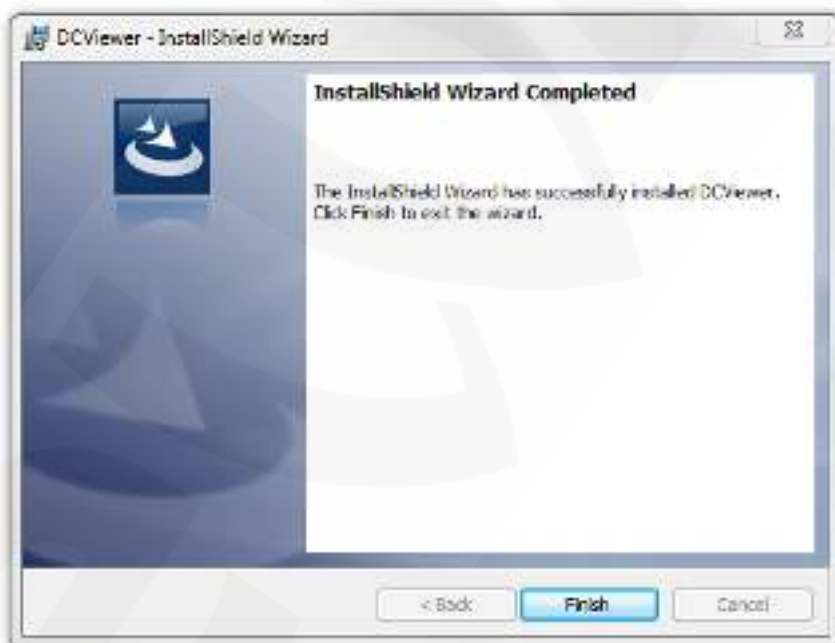 DCViewer - InstallShield Wizard
InstallShield Wizard Completed
The InstallShield Wizard has successfully installed DCViewer.
Click Finish to exit the wizard.
< Back
Finish
Cancel